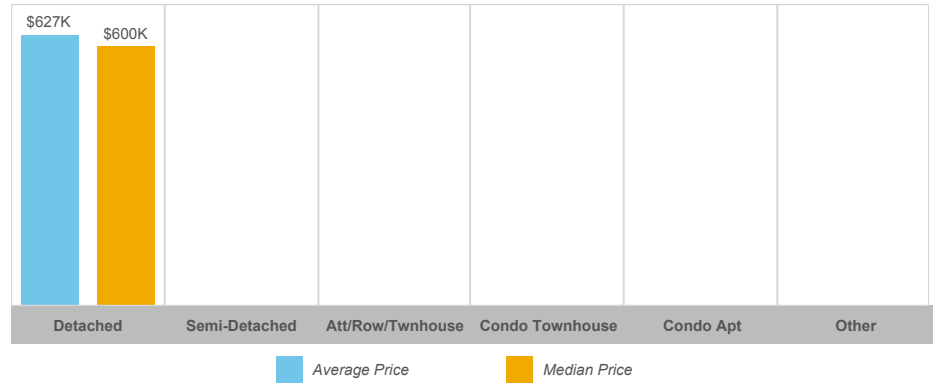 $627K
$600K
Detached Semi-Detached Att/Row/Twnhouse Condo Townhouse Condo Apt Other
Average Price Median Price